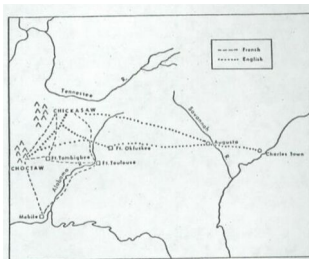 French
English
Tennessee
R.
CHICKASAW
Savannah
R.
Augusta
Charles Town
Ft. Okfuskee
Ft. Tombigbee
Ft. Toulouse
CHOCTAW
Alabama
Mobile